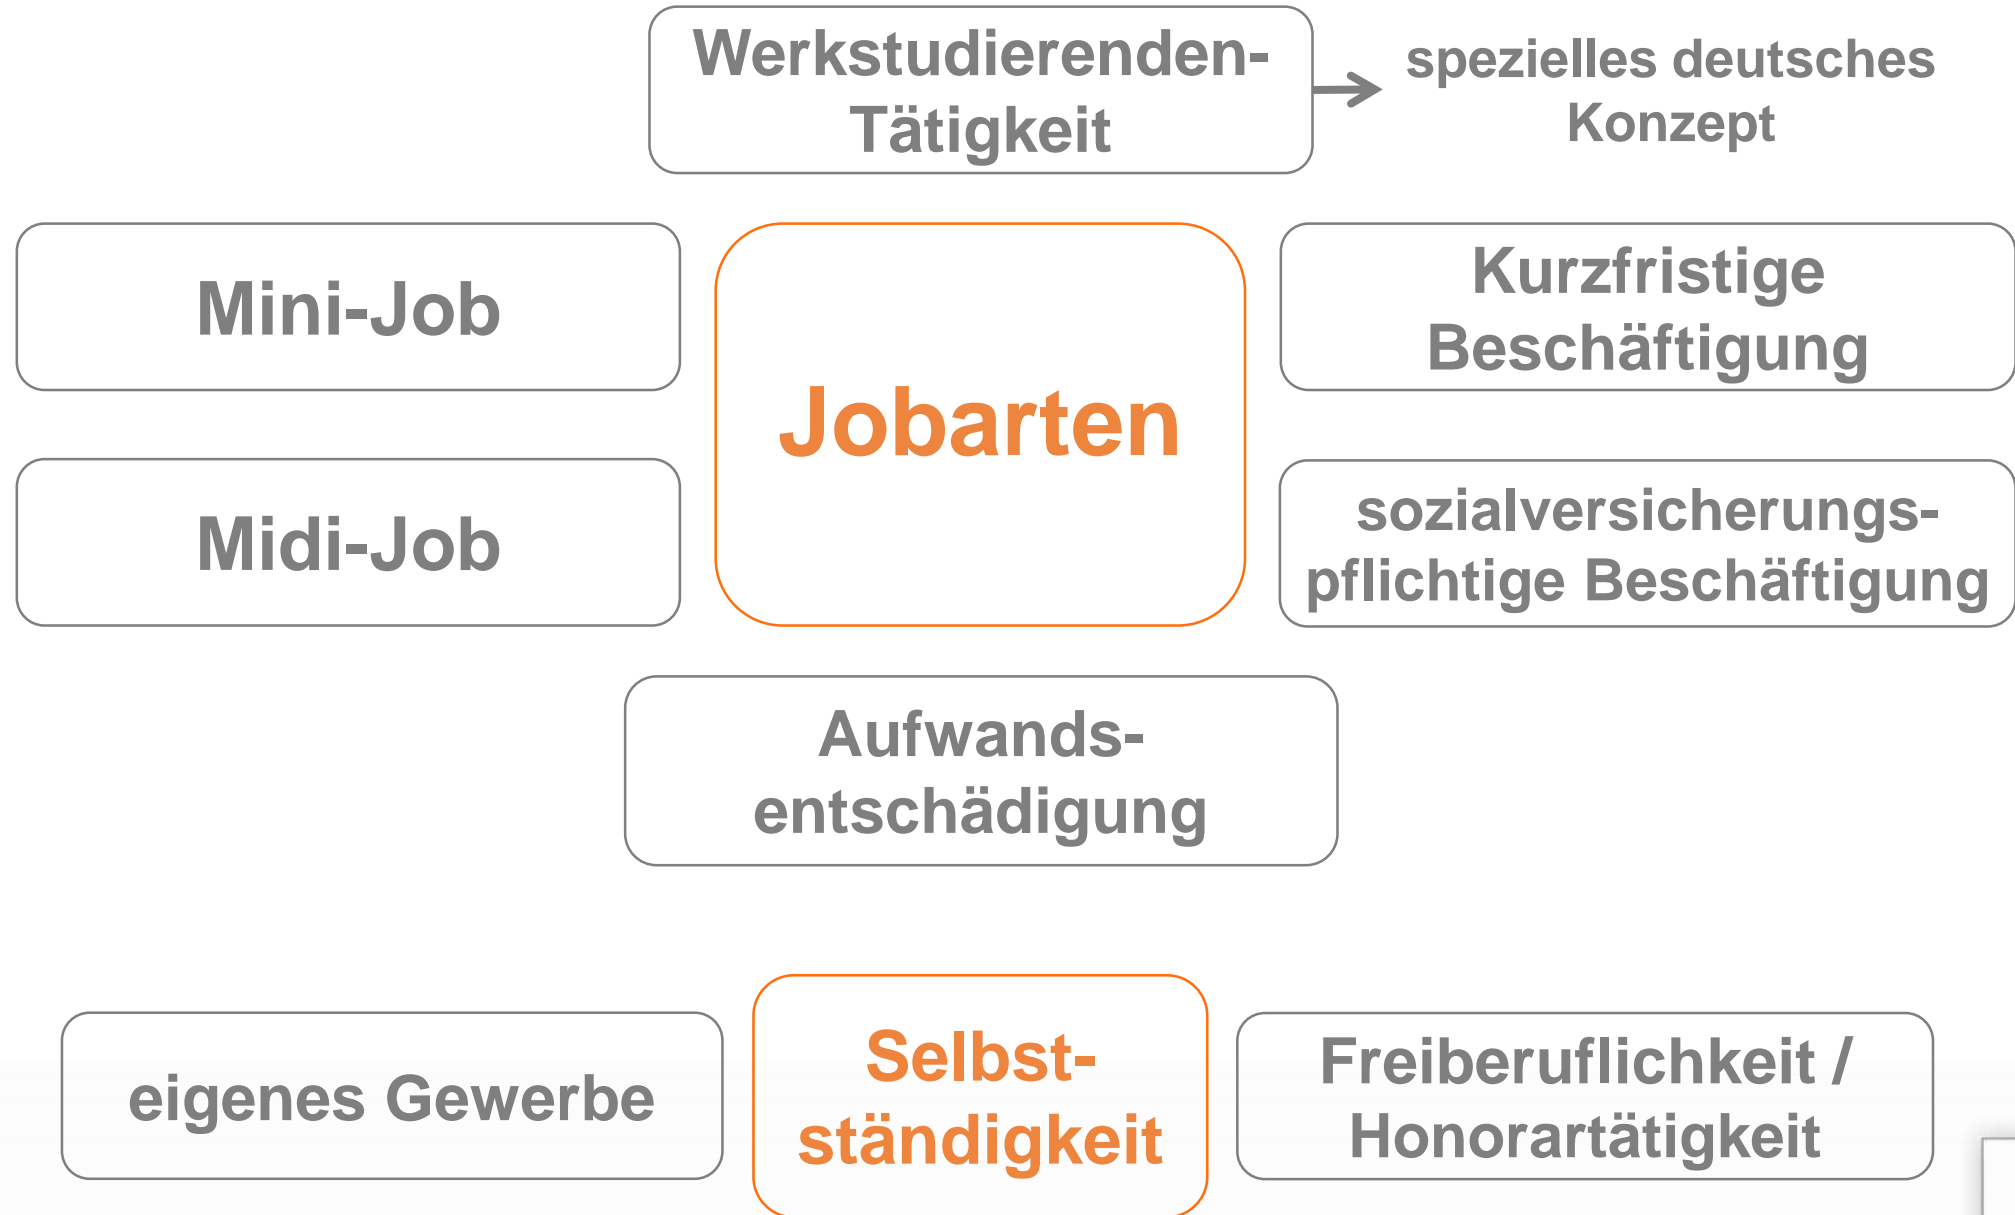 Werkstudierenden-
Tätigkeit
spezielles deutsches
Konzept
Mini-Job
Jobarten
Kurzfristige
Beschäftigung
Midi-Job
sozialversicherungs-
pflichtige Beschäftigung
Aufwands-
entschädigung
eigenes Gewerbe
Selbst-
ständigkeit
Freiberuflichkeit /
Honorartätigkeit